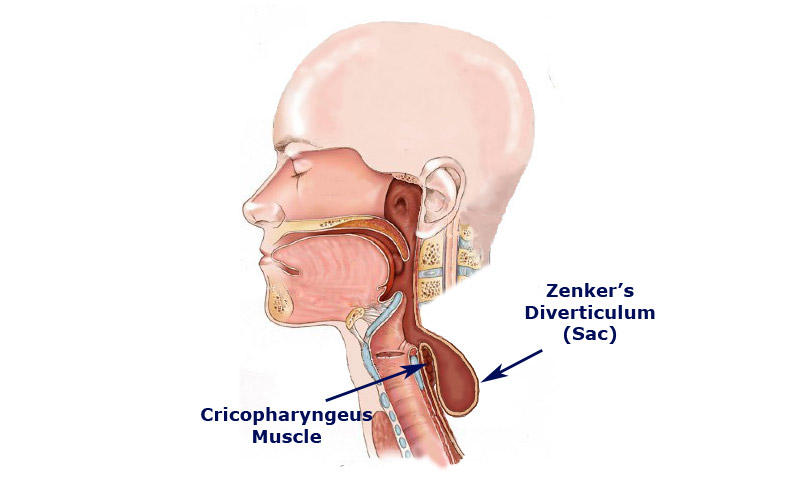 Zenker’s
Diverticulum
(Sac)
Cricopharyngeus
Muscle